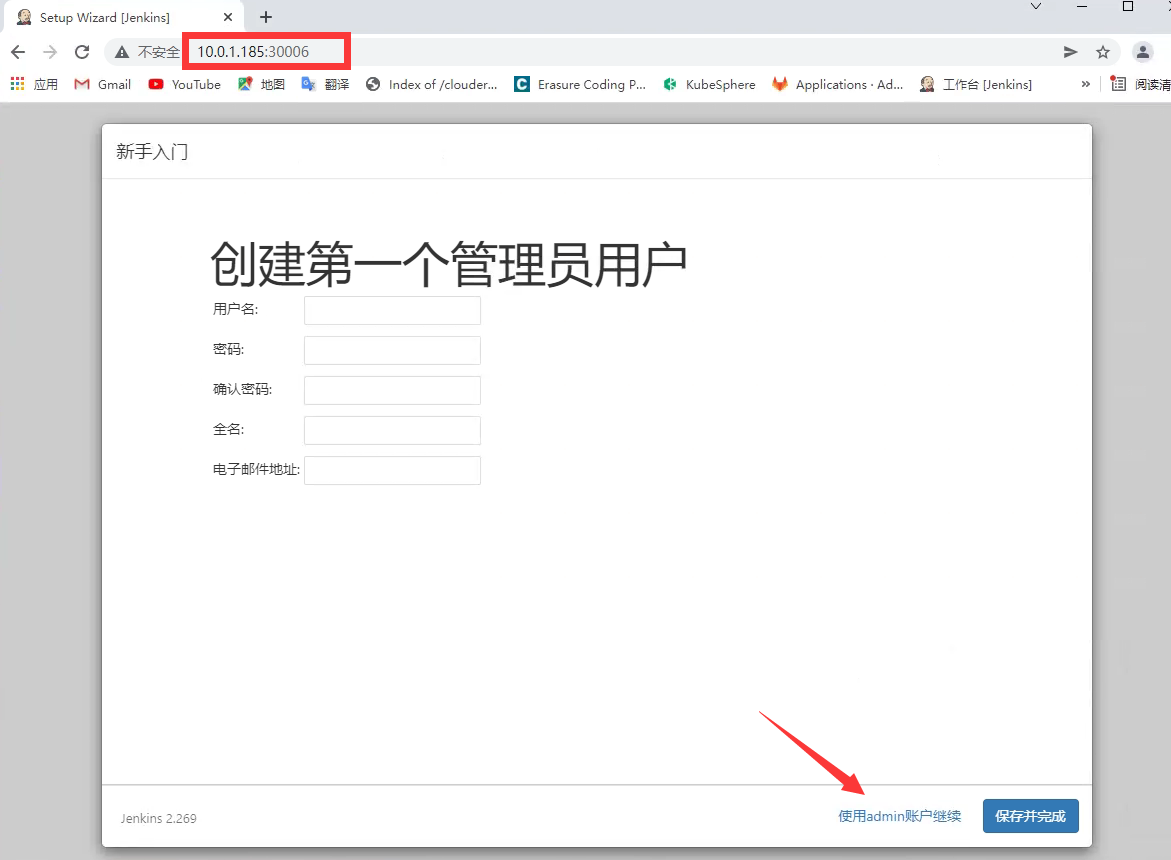 Setup Wizard [Jenkins]
不安全 10.0.1.185:30006
应用 Gmail YouTube 地图 翻译 Index of /clouder... Erasure Coding P... KubeSphere Applications · Ad... 工作台 [Jenkins] » 阅读清
新手入门
创建第一个管理员用户
用户名:
密码:
确认密码:
全名:
电子邮件地址:
Jenkins 2.269 使用admin账户继续 保存并完成